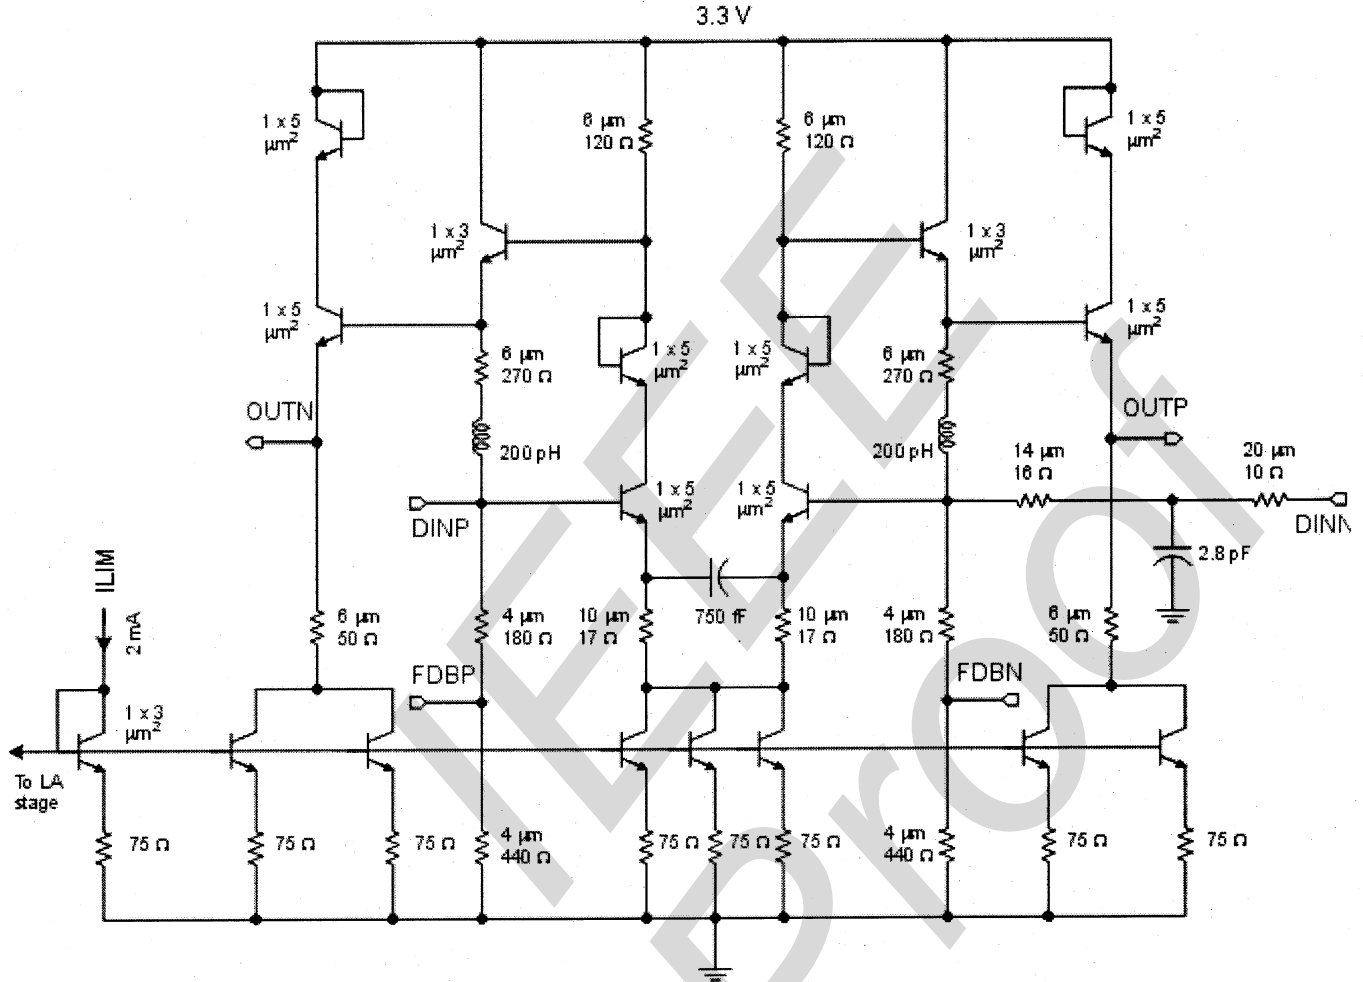 3.3 V
1 x 5
µm²
6 µm
120 Ω
6 µm
120 Ω
1 x 5
µm²
1 x 3
µm²
1 x 3
µm²
1 x 5
µm²
1 x 5
µm²
6 µm
270 Ω
1 x 5
µm²
1 x 5
µm²
6 µm
270 Ω
OUTN
OUTP
200 pH
200 pH
14 µm
16 Ω
20 µm
10 Ω
1 x 5
µm²
1 x 5
µm²
DINP
DINN
2.8 pF
ILIM
2 mA
750 fF
6 µm
50 Ω
4 µm
180 Ω
10 µm
17 Ω
10 µm
17 Ω
4 µm
180 Ω
6 µm
50 Ω
FDBP
FDBN
1 x 3
µm²
To LA
stage
75 Ω
75 Ω
75 Ω
4 µm
440 Ω
75 Ω
75 Ω
75 Ω
4 µm
440 Ω
75 Ω
75 Ω
IEEE
Proof